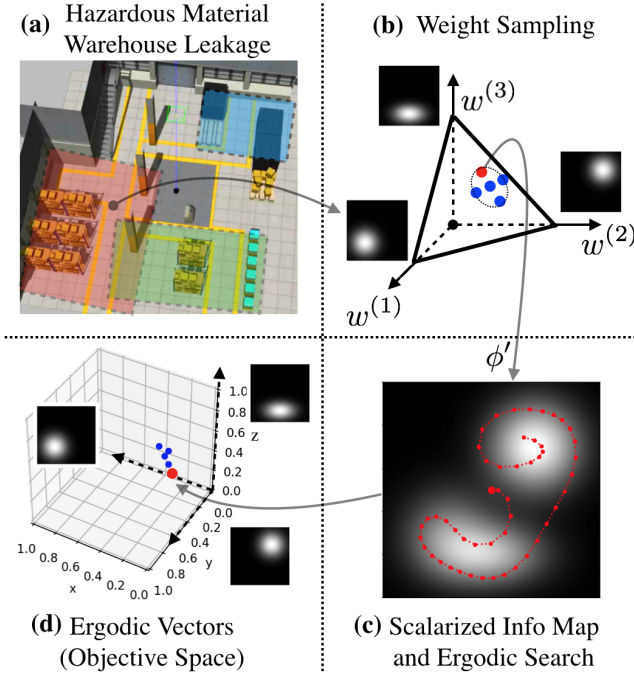 (a) Hazardous Material
Warehouse Leakage
(b) Weight Sampling
w^{(3)}
w^{(2)}
w^{(1)}
ϕ′
1.0
0.8
0.6
z
0.4
0.2
0.0
0.0
0.2
0.4
y
0.6
0.8
1.0
1.0
0.8
0.6
0.4
0.2
0.0
x
(d) Ergodic Vectors
(Objective Space)
(c) Scalarized Info Map
and Ergodic Search